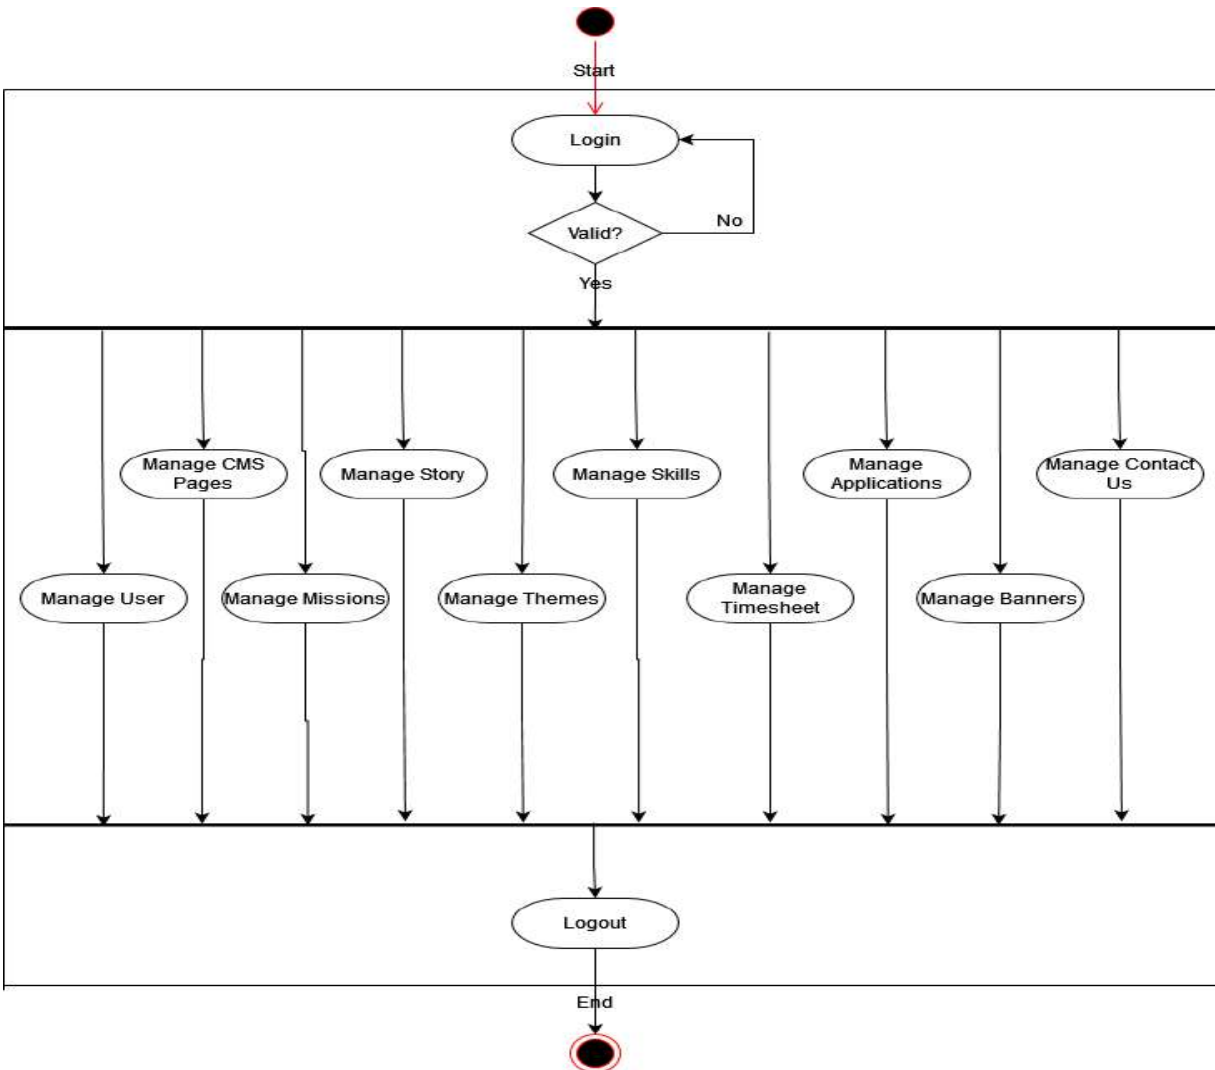 Start
Login
No
Valid?
Yes
Manage CMS
Pages
Manage Story
Manage Skills
Manage
Applications
Manage Contact
Us
Manage User
Manage Missions
Manage Themes
Manage
Timesheet
Manage Banners
Logout
End